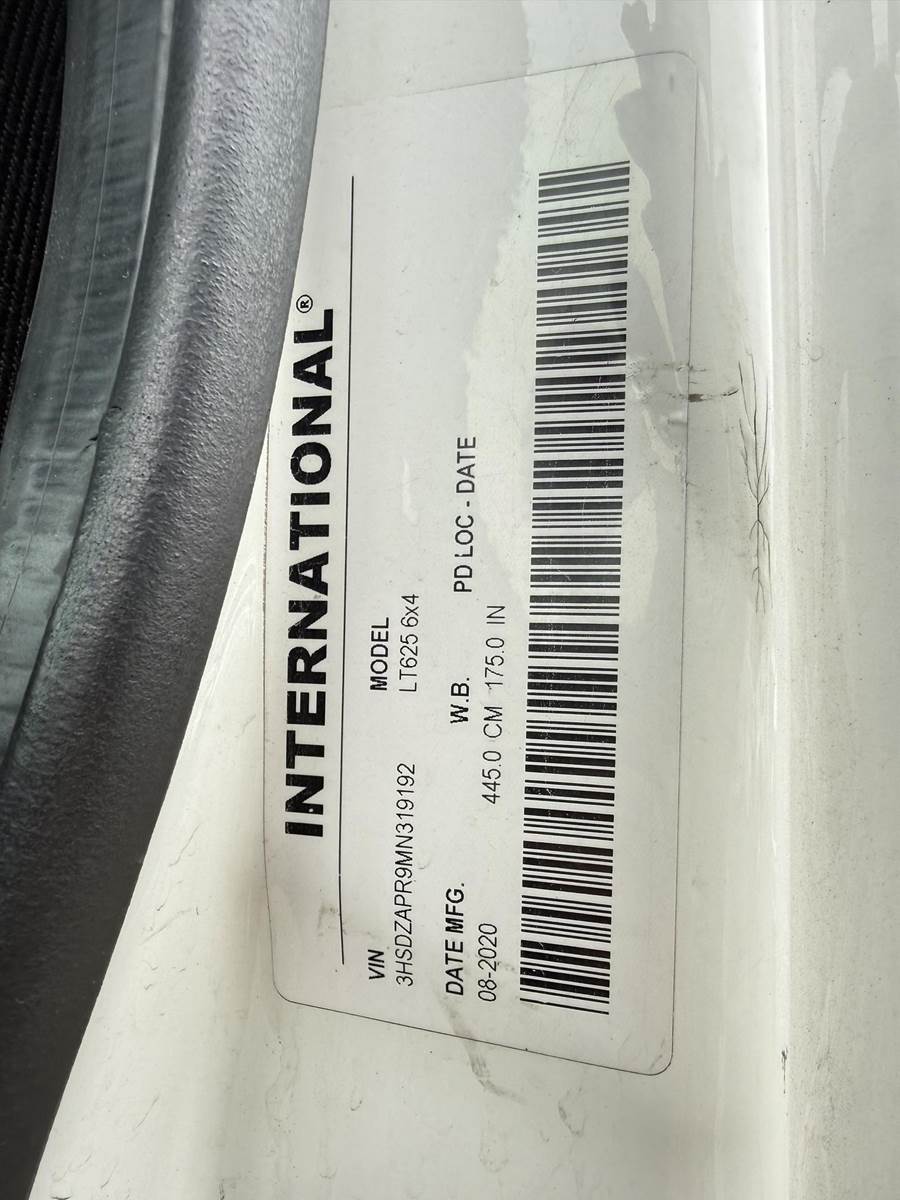 INTERNATIONAL®
VIN MODEL
3HSDZAPR9MN319192 LT625 6x4
DATE MFG. W.B. PD LOC - DATE
08-2020 445.0 CM 175.0 IN